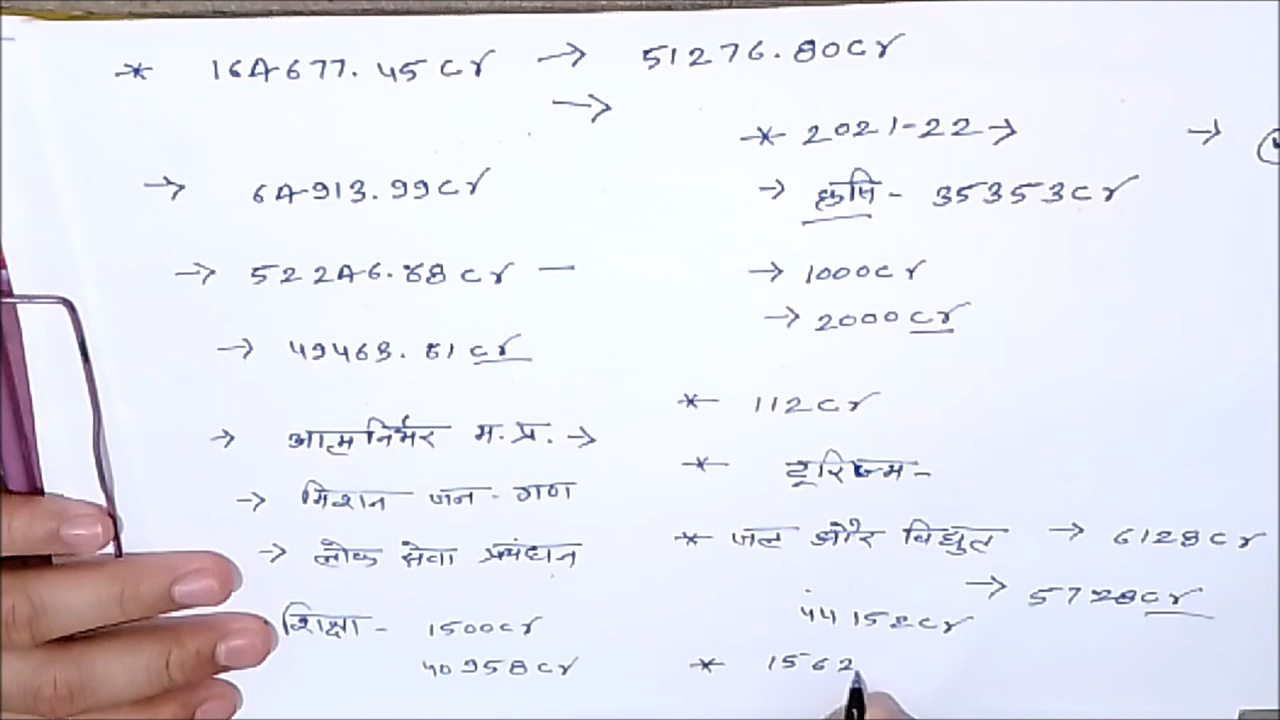 * 164677.45 Cr → 51276.80 Cr
→
→ 64913.99 Cr
→ 52246.88 Cr —
→ 49463.81 Cr
→ आत्मनिर्भर म.प्र. →
→ मिशन जन-गण
→ लोक सेवा प्रबंधन
शिक्षा - 1500 Cr
40958 Cr
* 2021-22 → →
→ कृषि - 35353 Cr
→ 1000 Cr
→ 2000 Cr
* 112 Cr
* टूरिज्म -
* जल और विद्युत → 6128 Cr
→ 5728 Cr
44158 Cr
* 1562